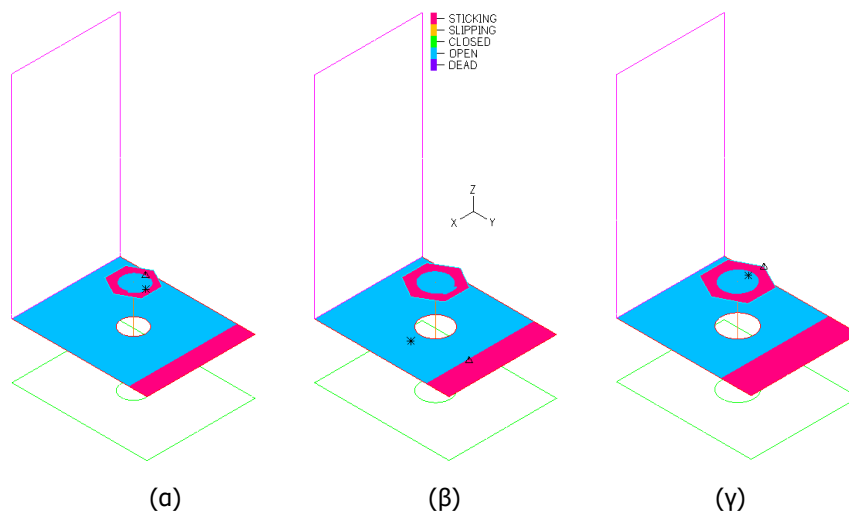 STICKING
SLIPPING
CLOSED
OPEN
DEAD
Z
X Y
(α) (β) (γ)